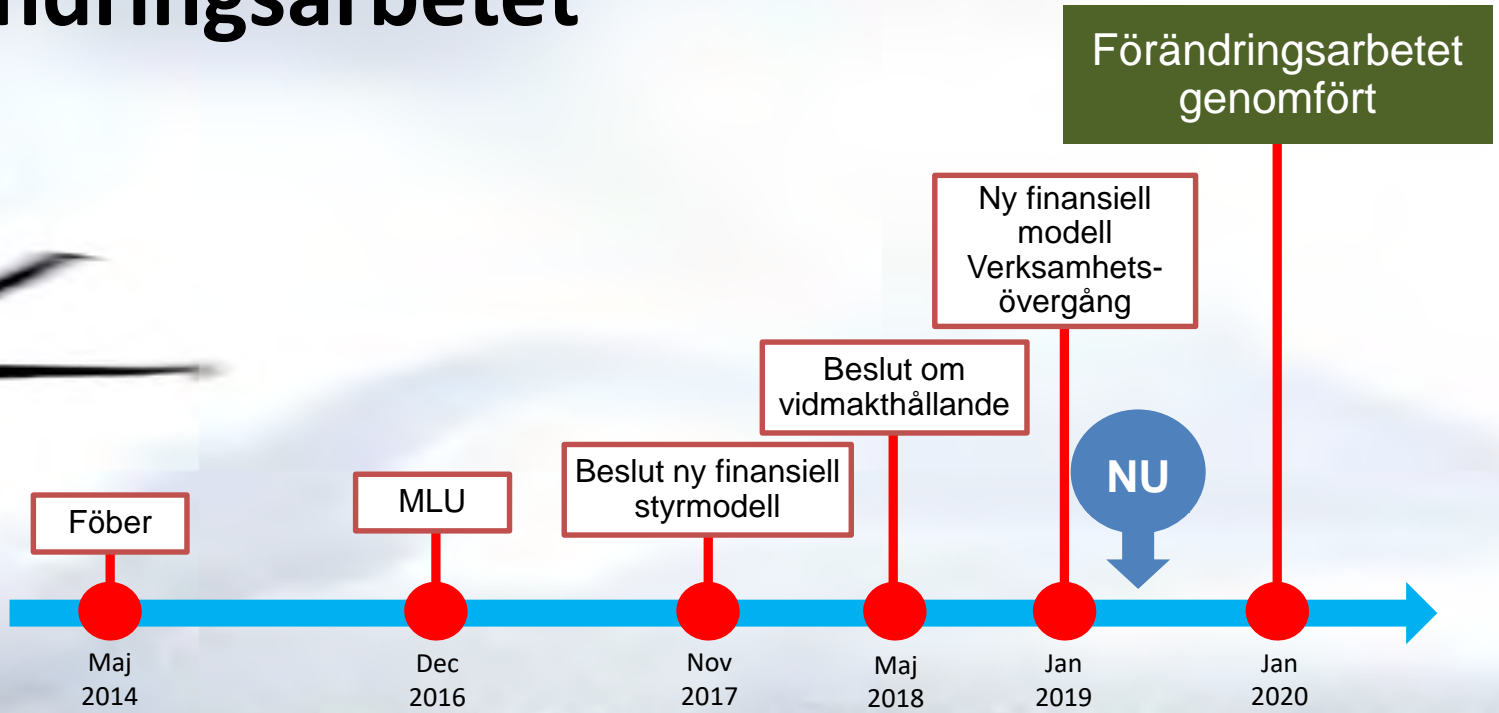 ndringsarbetet
Förändringsarbetet
genomfört
Ny finansiell
modell
Verksamhets-
övergång
Beslut om
vidmakthållande
NU
Beslut ny finansiell
styrmodell
MLU
Föber
Maj
2014
Dec
2016
Nov
2017
Maj
2018
Jan
2019
Jan
2020